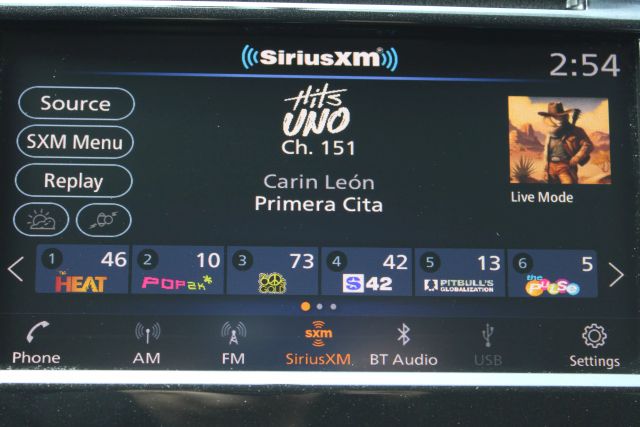 SiriusXM
2:54
Source
Hits
UNO
SXM Menu
Ch. 151
Replay
Carin León
Primera Cita
Live Mode
1 46
THE HEAT
2 10
POP2K*
3 73
4 42
S 42
5 13
PITBULL'S
GLOBALIZATION
6 5
the
PULSE
Phone
AM
FM
sxm
SiriusXM
BT Audio
USB
Settings